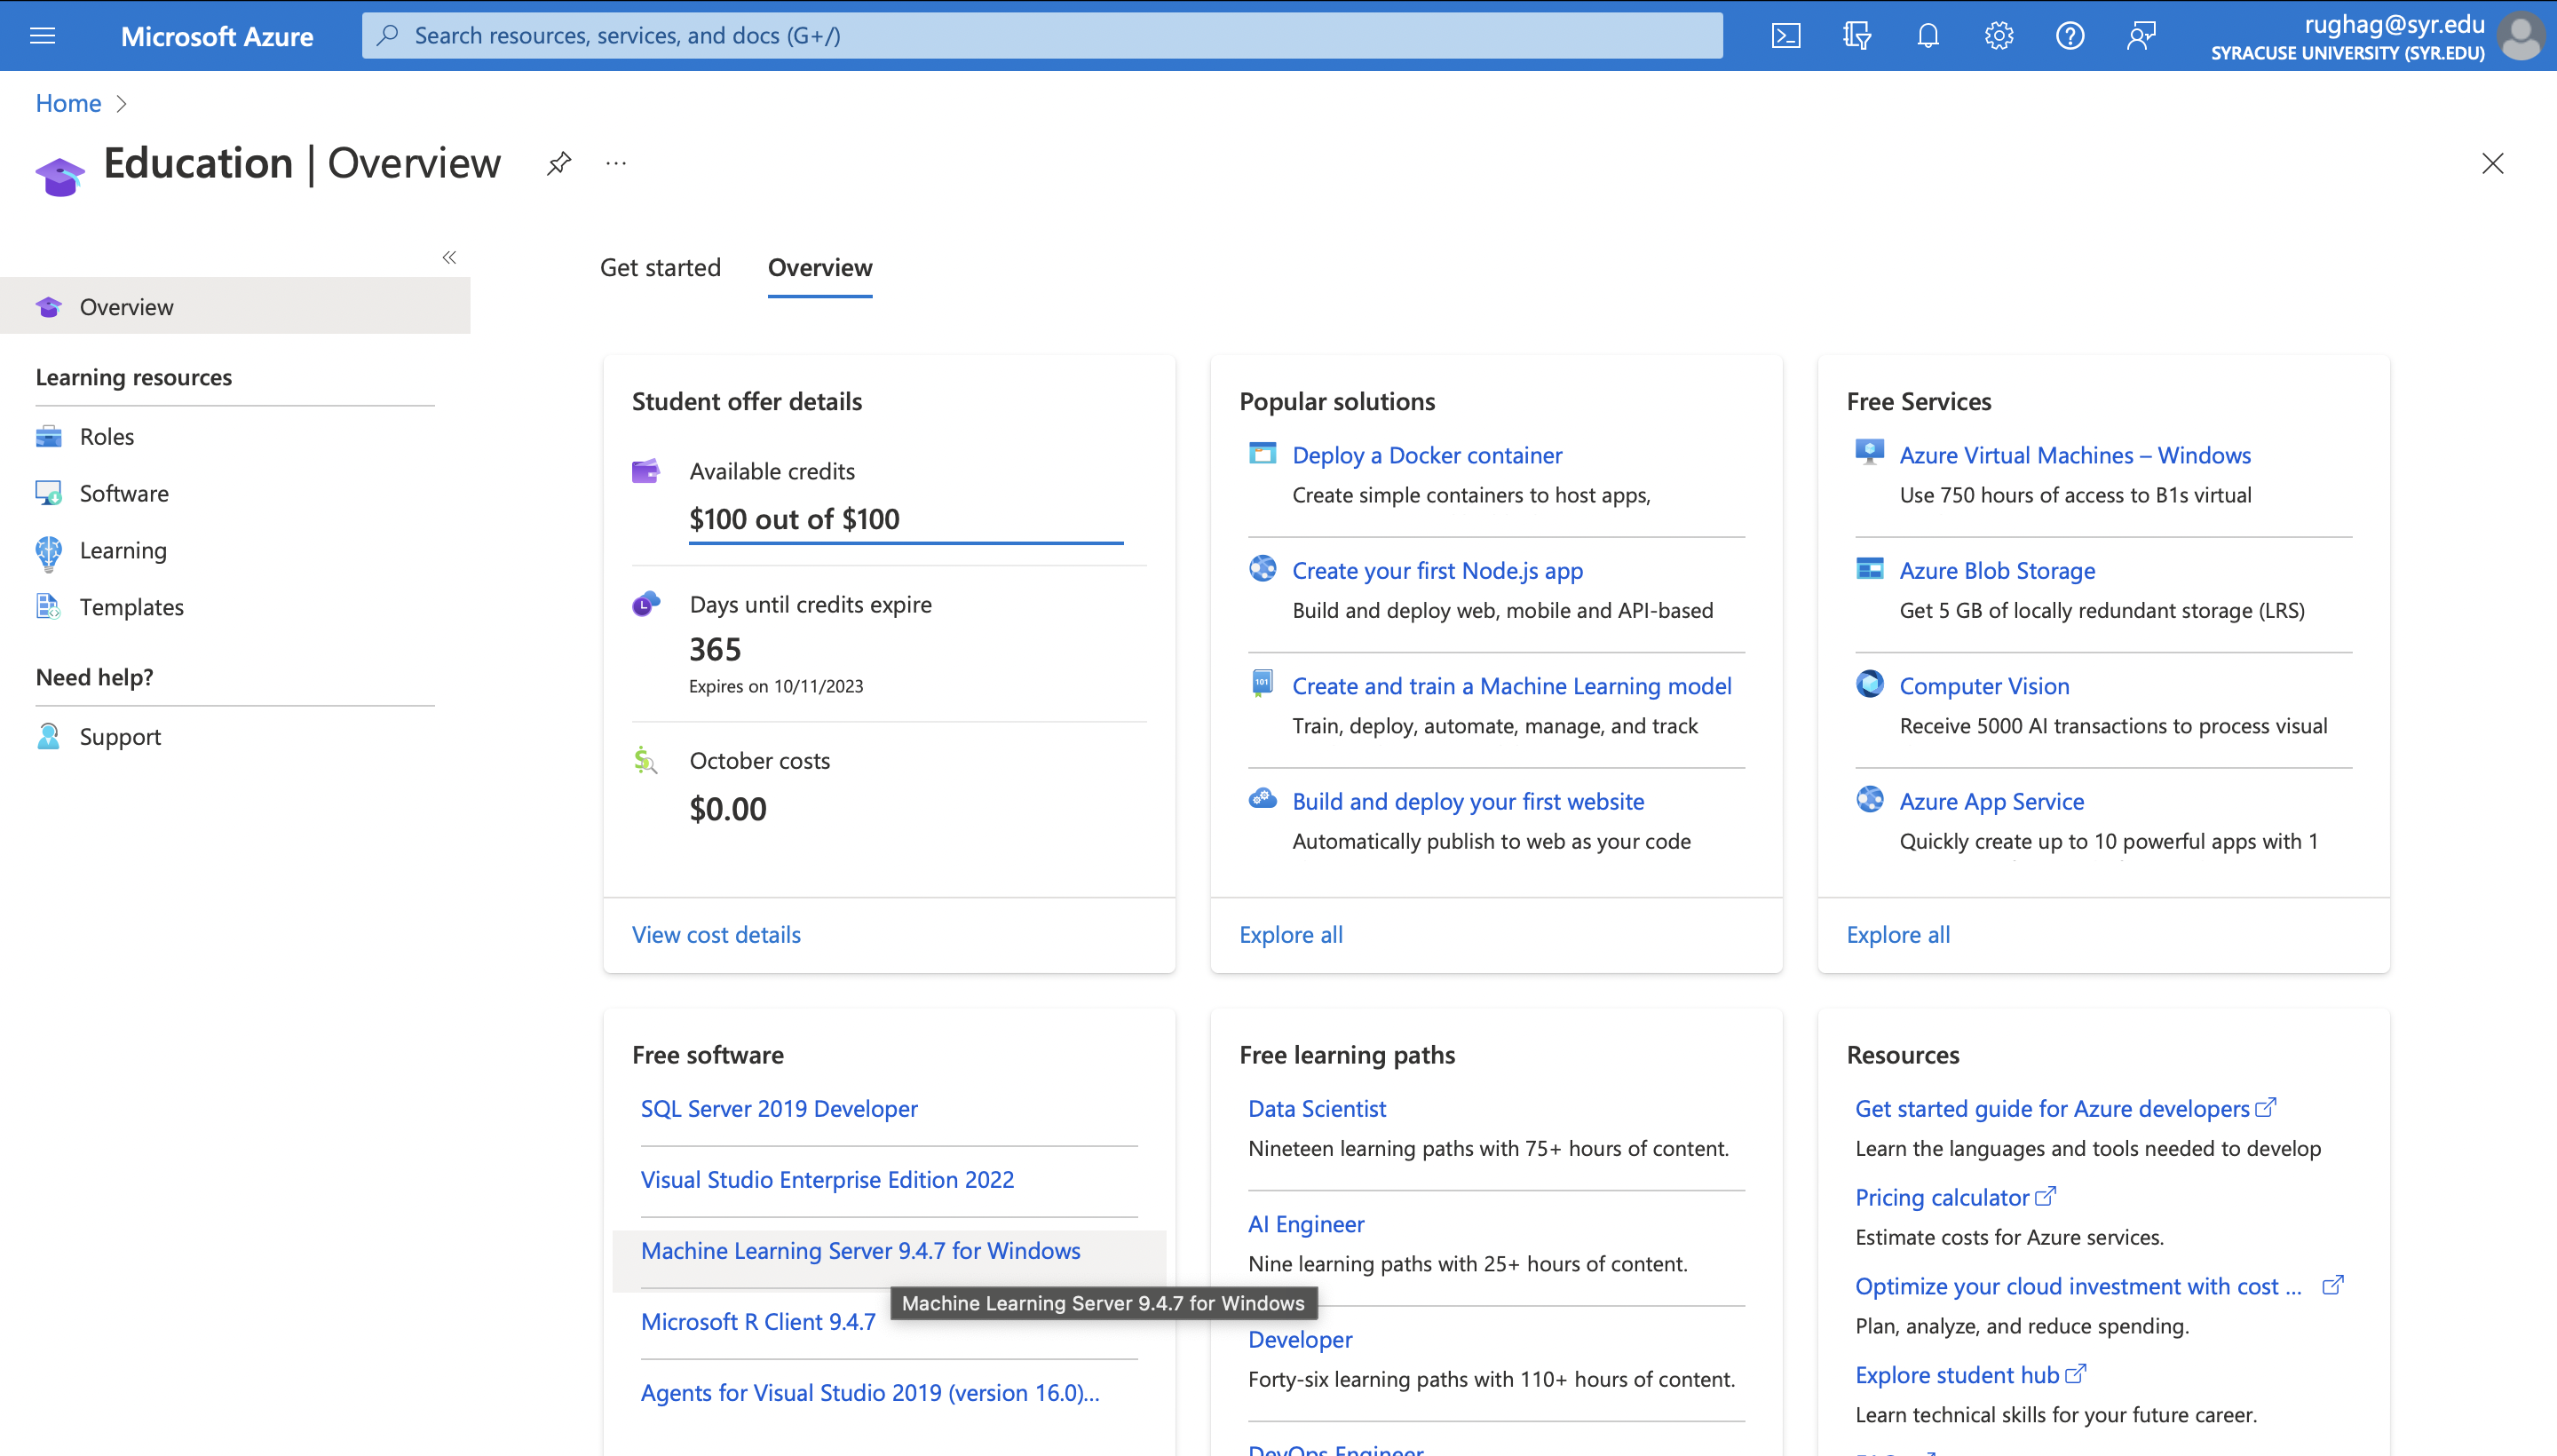 Microsoft Azure
Search resources, services, and docs (G+/)
rughag@syr.edu
SYRACUSE UNIVERSITY (SYR.EDU)
Home
Education | Overview
...
Overview
Learning resources
Roles
Software
Learning
Templates
Need help?
Support
Get started
Overview
Student offer details
Available credits
$100 out of $100
Days until credits expire
365
Expires on 10/11/2023
October costs
$0.00
View cost details
Popular solutions
Deploy a Docker container
Create simple containers to host apps,
Create your first Node.js app
Build and deploy web, mobile and API-based
101
Create and train a Machine Learning model
Train, deploy, automate, manage, and track
Build and deploy your first website
Automatically publish to web as your code
Explore all
Free Services
Azure Virtual Machines – Windows
Use 750 hours of access to B1s virtual
Azure Blob Storage
Get 5 GB of locally redundant storage (LRS)
Computer Vision
Receive 5000 AI transactions to process visual
Azure App Service
Quickly create up to 10 powerful apps with 1
Explore all
Free software
SQL Server 2019 Developer
Visual Studio Enterprise Edition 2022
Machine Learning Server 9.4.7 for Windows
Machine Learning Server 9.4.7 for Windows
Microsoft R Client 9.4.7
Agents for Visual Studio 2019 (version 16.0)...
Free learning paths
Data Scientist
Nineteen learning paths with 75+ hours of content.
AI Engineer
Nine learning paths with 25+ hours of content.
Developer
Forty-six learning paths with 110+ hours of content.
DevOps Engineer
Resources
Get started guide for Azure developers
Learn the languages and tools needed to develop
Pricing calculator
Estimate costs for Azure services.
Optimize your cloud investment with cost ...
Plan, analyze, and reduce spending.
Explore student hub
Learn technical skills for your future career.